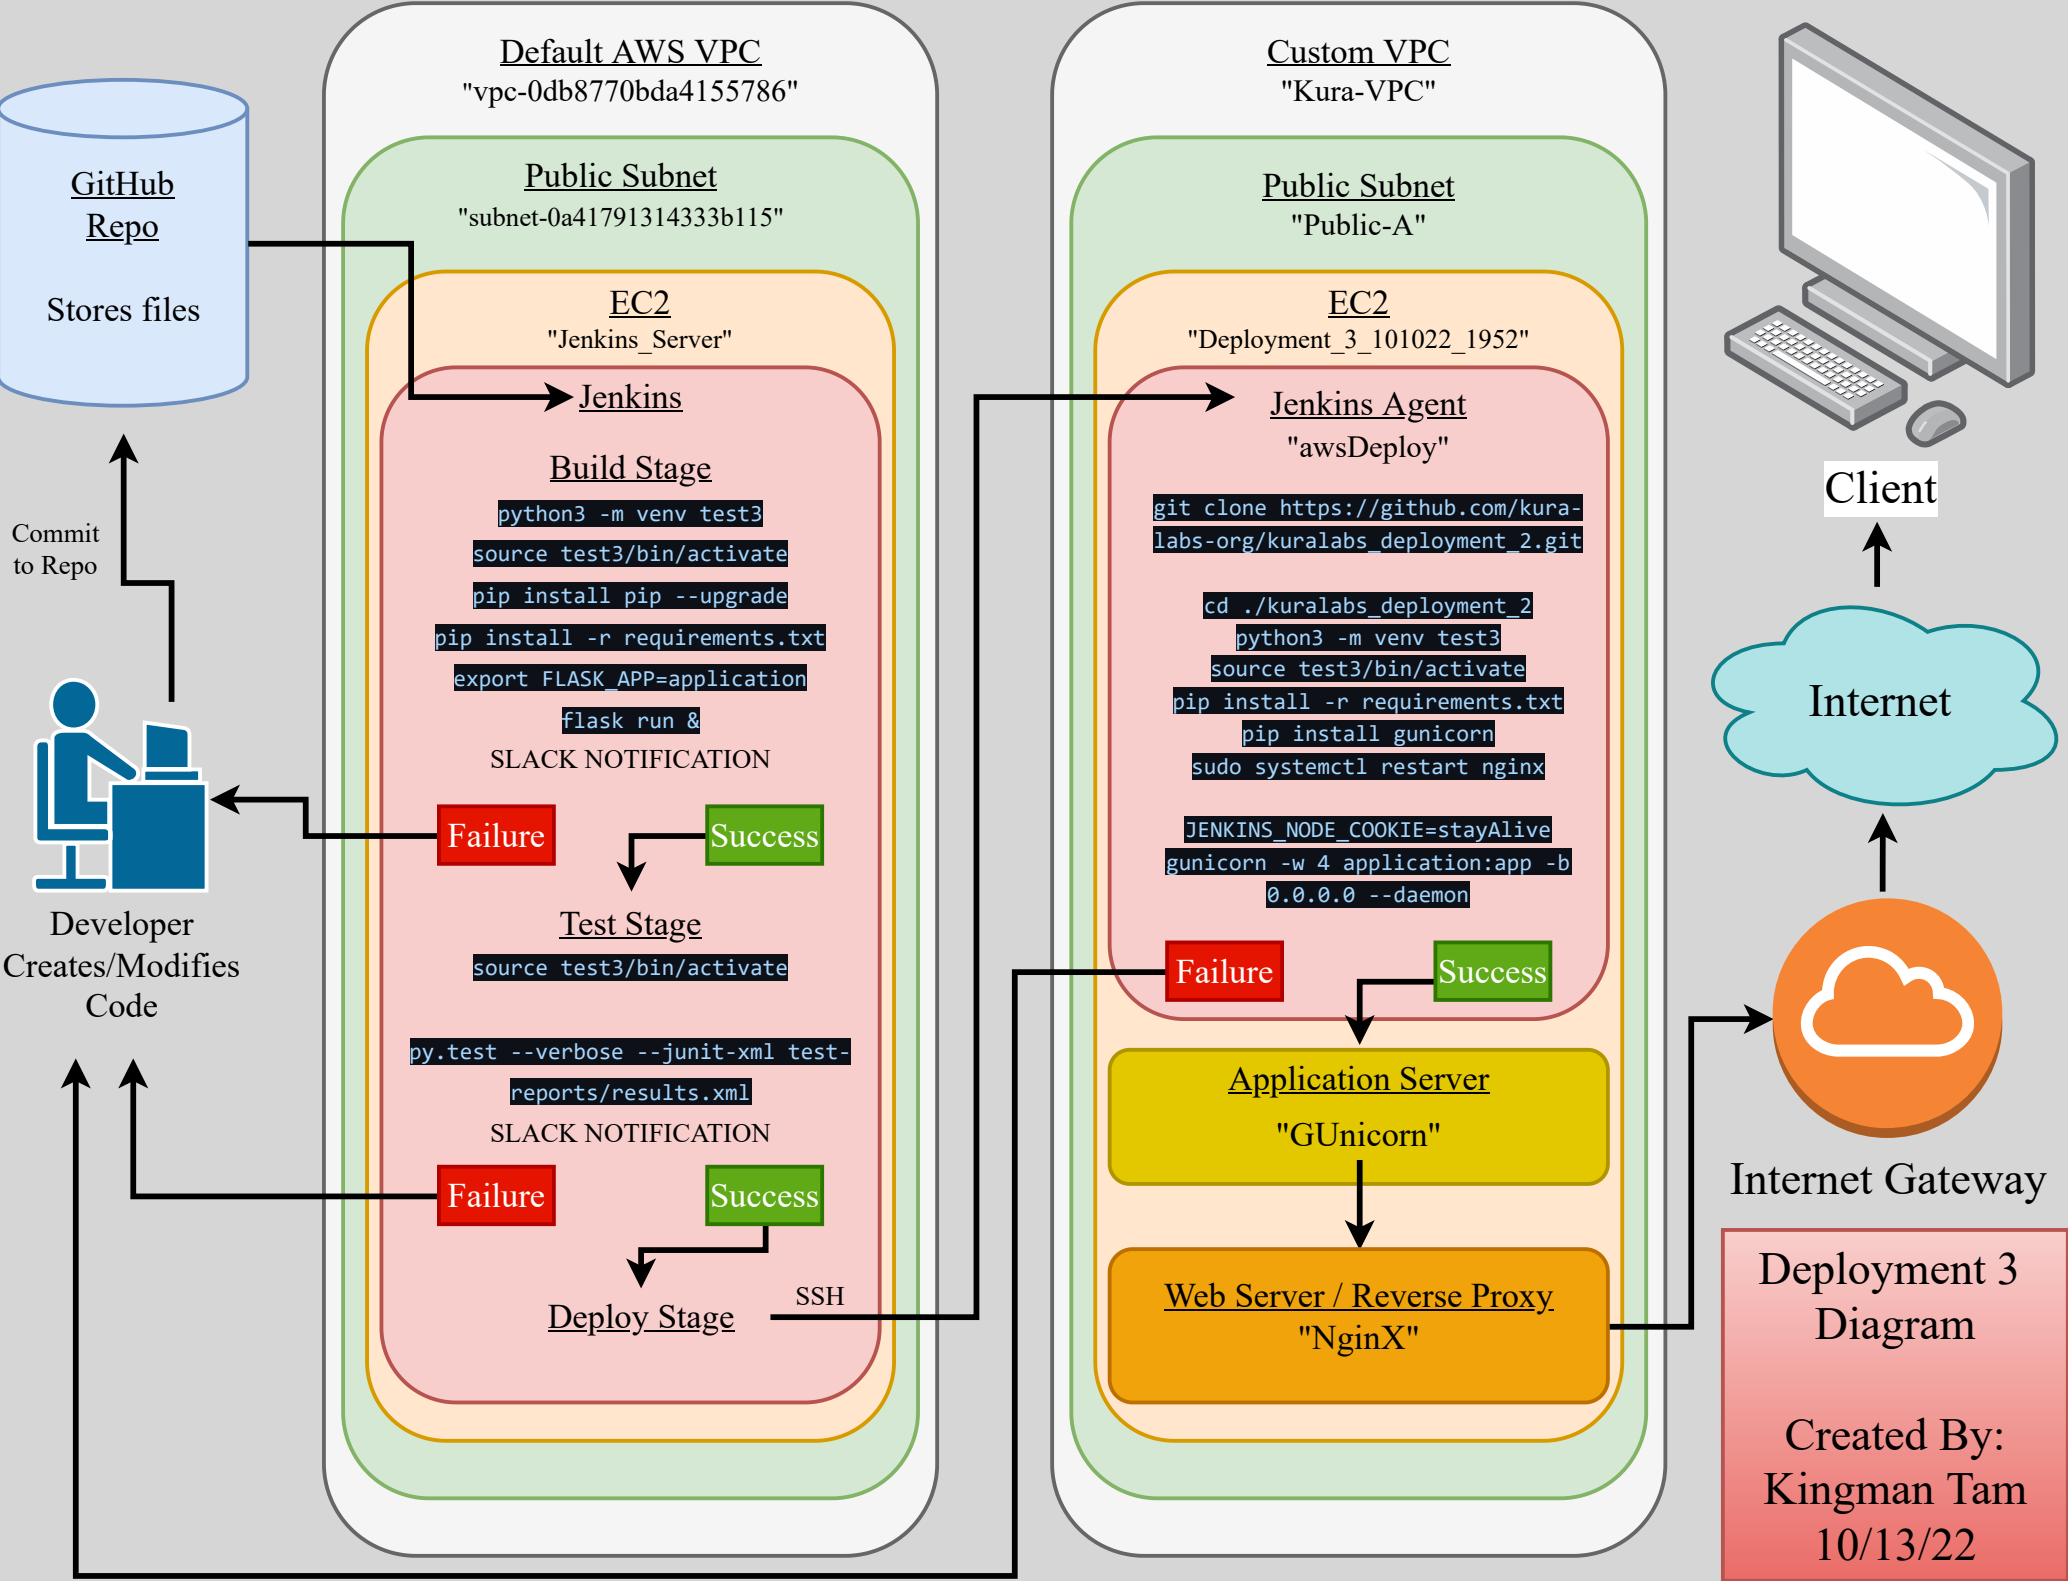 GitHub
Repo
Stores files
Commit
to Repo
Developer
Creates/Modifies
Code
Default AWS VPC
"vpc-0db8770bda4155786"
Public Subnet
"subnet-0a41791314333b115"
EC2
"Jenkins_Server"
Jenkins
Build Stage
python3 -m venv test3
source test3/bin/activate
pip install pip --upgrade
pip install -r requirements.txt
export FLASK_APP=application
flask run &
SLACK NOTIFICATION
Failure
Success
Test Stage
source test3/bin/activate
py.test --verbose --junit-xml test-
reports/results.xml
SLACK NOTIFICATION
Failure
Success
Deploy Stage
SSH
Custom VPC
"Kura-VPC"
Public Subnet
"Public-A"
EC2
"Deployment_3_101022_1952"
Jenkins Agent
"awsDeploy"
git clone https://github.com/kura-
labs-org/kuralabs_deployment_2.git
cd ./kuralabs_deployment_2
python3 -m venv test3
source test3/bin/activate
pip install -r requirements.txt
pip install gunicorn
sudo systemctl restart nginx
JENKINS_NODE_COOKIE=stayAlive
gunicorn -w 4 application:app -b
0.0.0.0 --daemon
Failure
Success
Application Server
"GUnicorn"
Web Server / Reverse Proxy
"NginX"
Client
Internet
Internet Gateway
Deployment 3
Diagram
Created By:
Kingman Tam
10/13/22